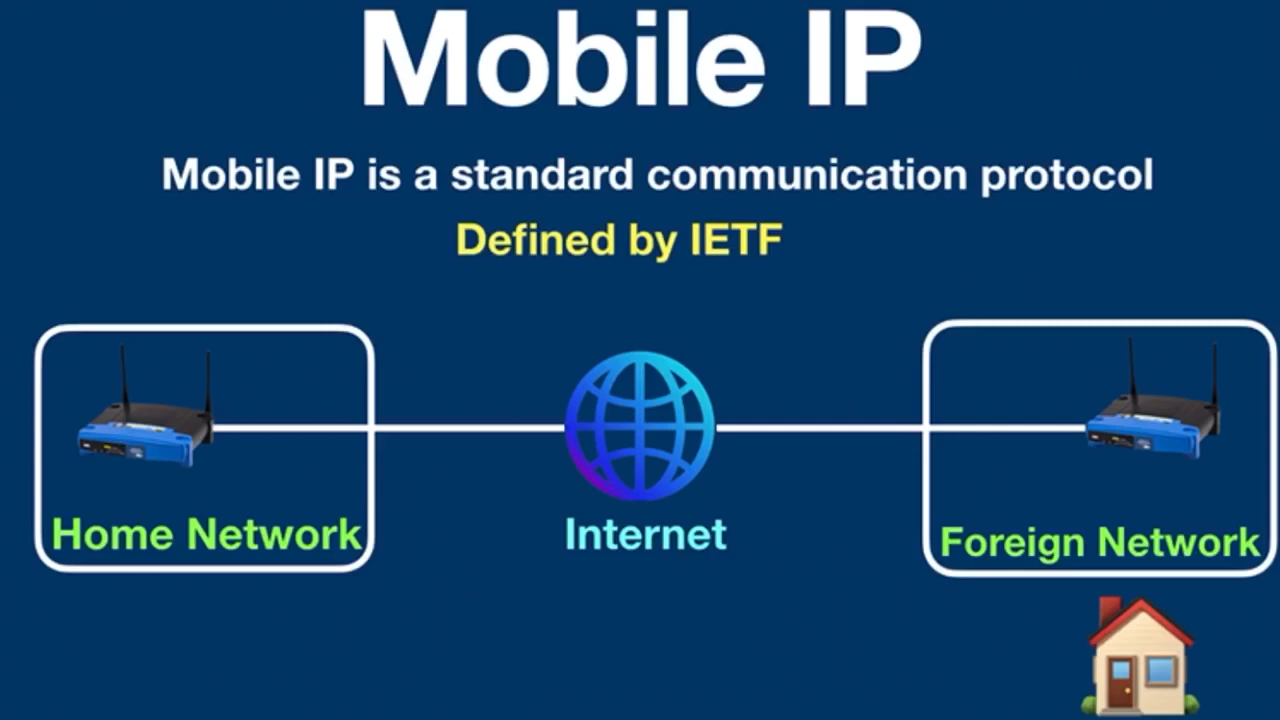 Mobile IP
Mobile IP is a standard communication protocol
Defined by IETF
Home Network
Internet
Foreign Network